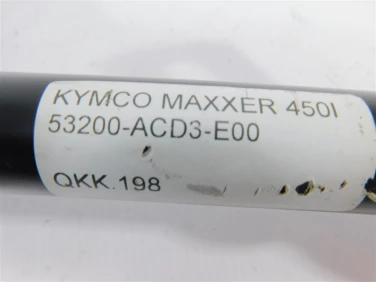 KYMCO MAXXER 450I
53200-ACD3-E00
QKK.198